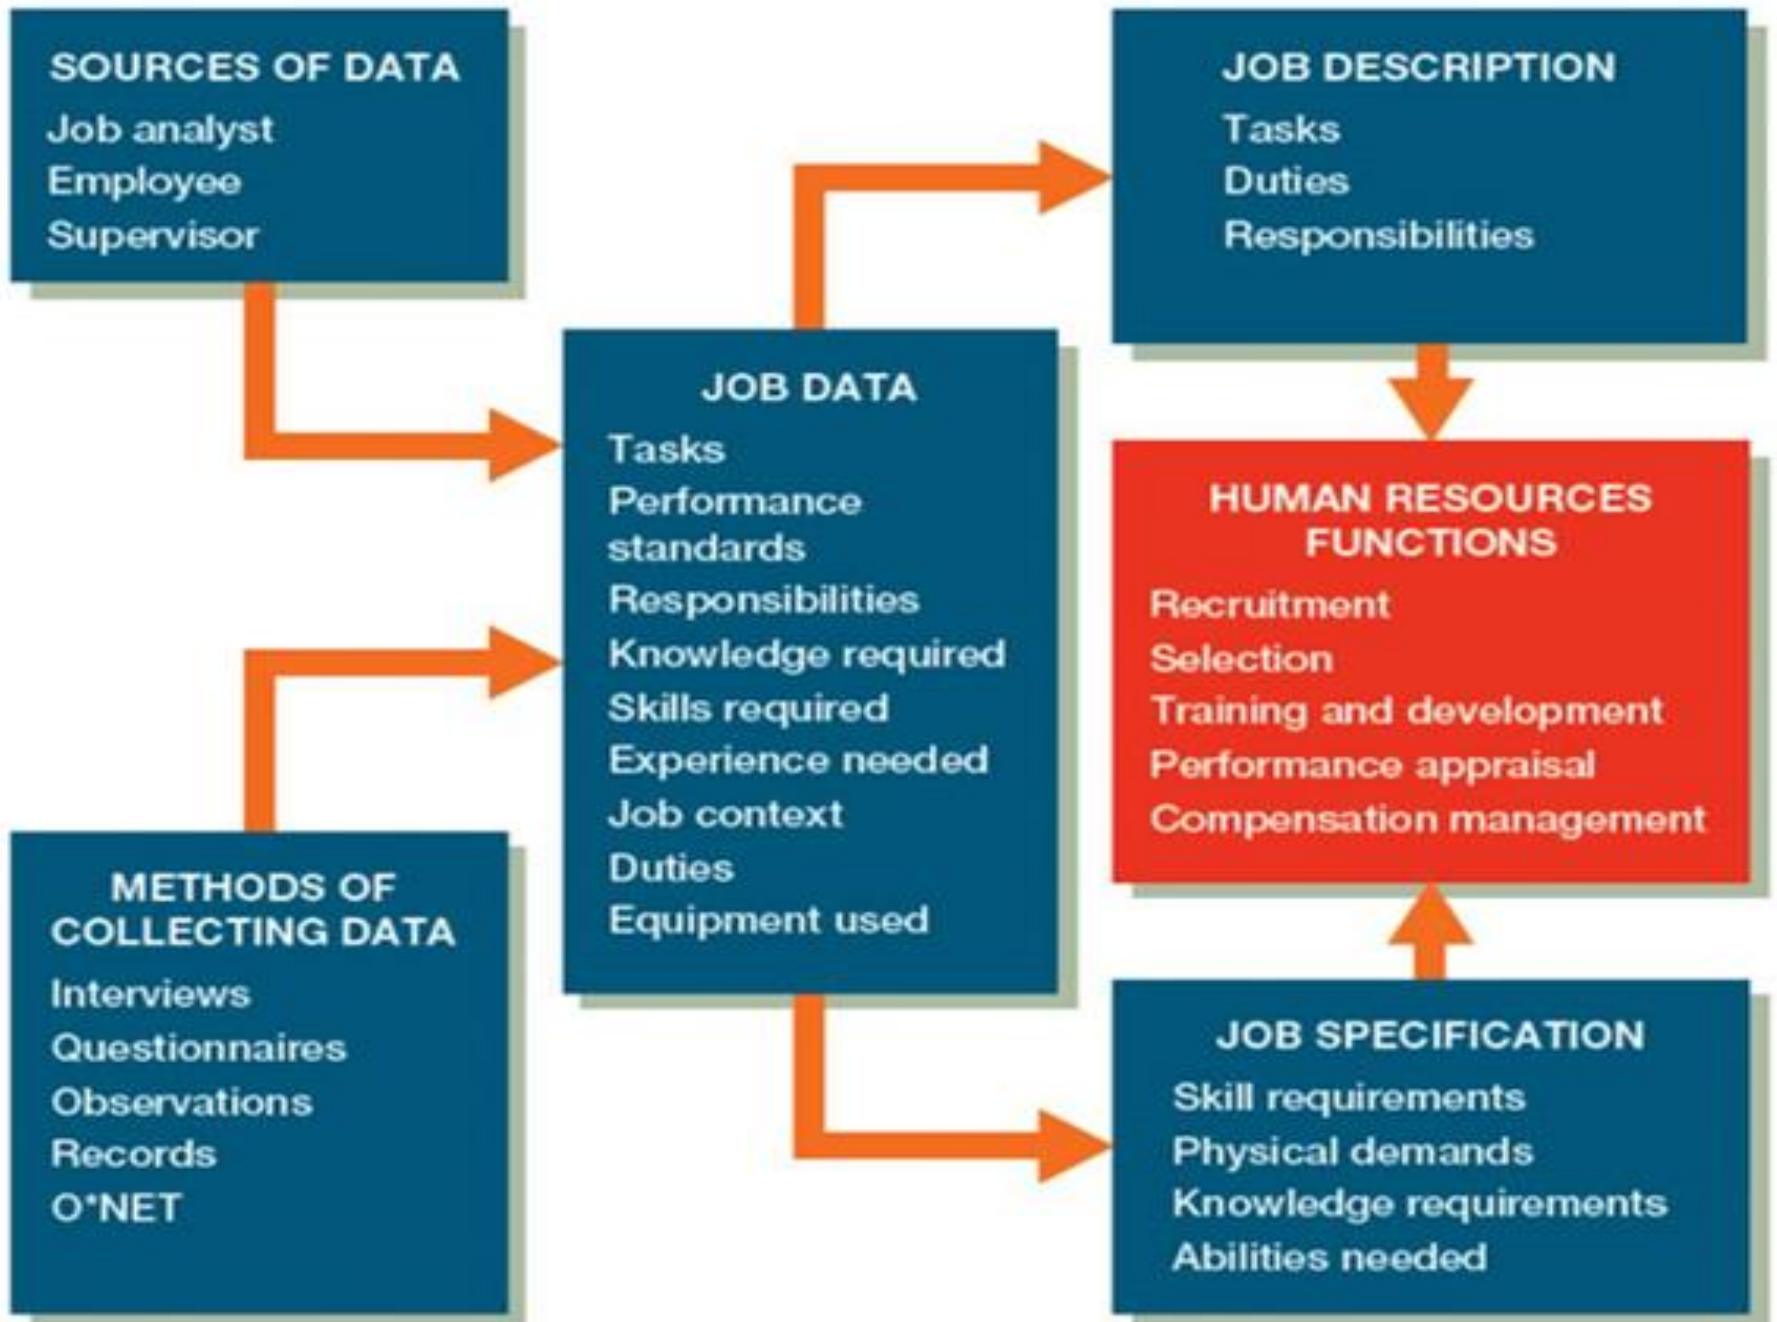 SOURCES OF DATA
Job analyst
Employee
Supervisor
METHODS OF
COLLECTING DATA
Interviews
Questionnaires
Observations
Records
O*NET
JOB DATA
Tasks
Performance
standards
Responsibilities
Knowledge required
Skills required
Experience needed
Job context
Duties
Equipment used
JOB DESCRIPTION
Tasks
Duties
Responsibilities
HUMAN RESOURCES
FUNCTIONS
Recruitment
Selection
Training and development
Performance appraisal
Compensation management
JOB SPECIFICATION
Skill requirements
Physical demands
Knowledge requirements
Abilities needed